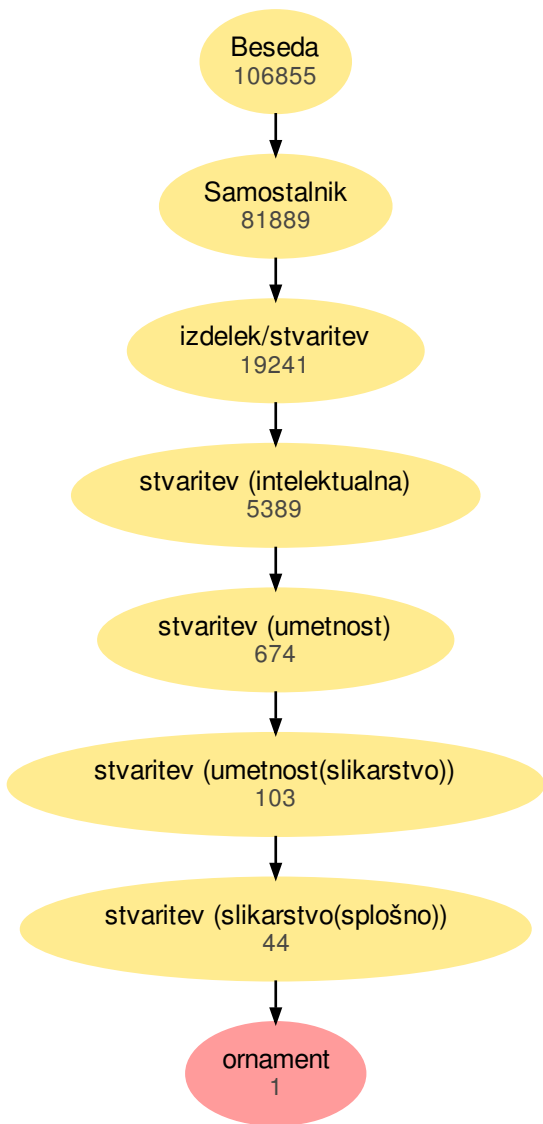 Beseda
106855
Samostalnik
81889
izdelek/stvaritev
19241
stvaritev (intelektualna)
5389
stvaritev (umetnost)
674
stvaritev (umetnost(slikarstvo))
103
stvaritev (slikarstvo(splošno))
44
ornament
1